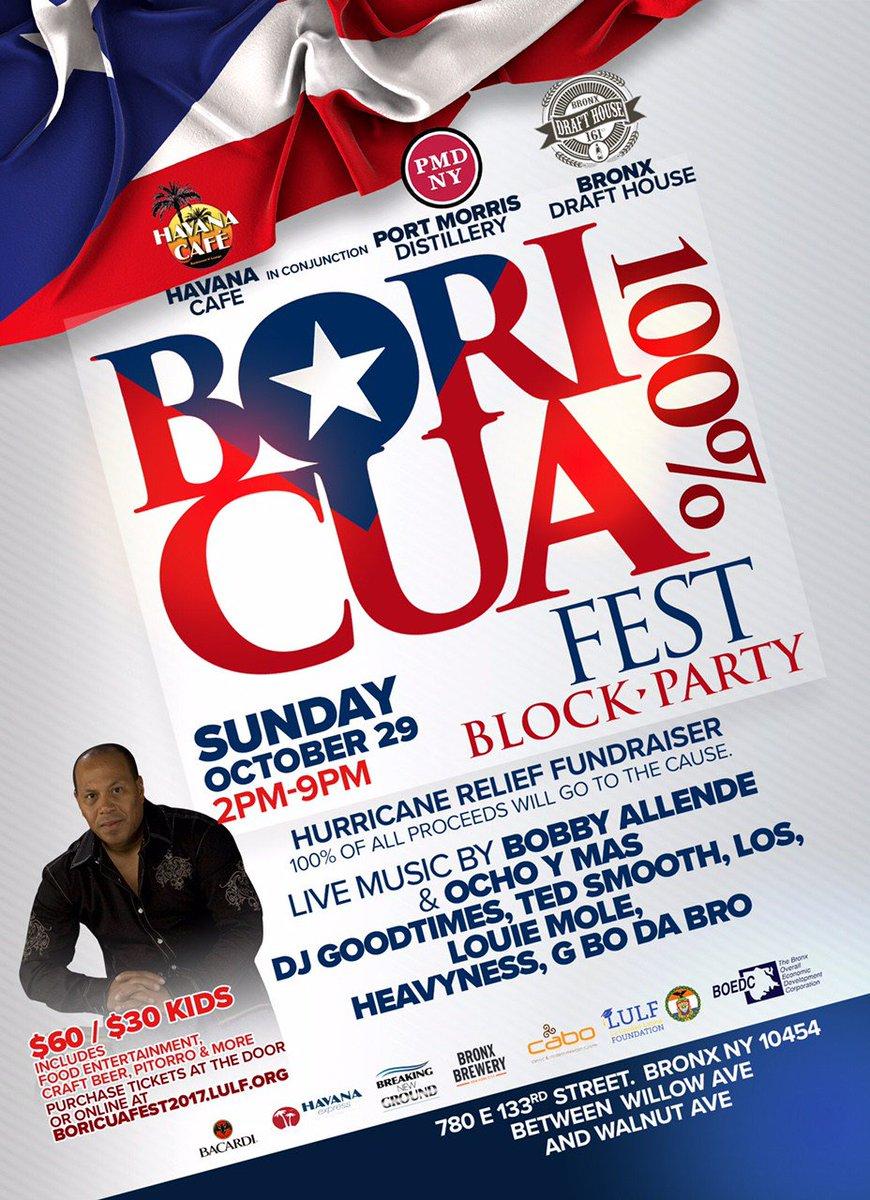 BRONX
DRAFT HOUSE
161
PMD
NY
HAVANA
CAFÉ
BRONX
DRAFT HOUSE
PORT MORRIS
DISTILLERY
IN CONJUNCTION
HAVANA
CAFE
BORI
CUA
100%
FEST
BLOCK PARTY
SUNDAY
OCTOBER 29
2PM-9PM
HURRICANE RELIEF FUNDRAISER
100% OF ALL PROCEEDS WILL GO TO THE CAUSE.
LIVE MUSIC BY BOBBY ALLENDE
& OCHO Y MAS
DJ GOODTIMES, TED SMOOTH, LOS,
LOUIE MOLE,
HEAVYNESS, G BO DA BRO
$60 / $30 KIDS
INCLUDES
FOOD ENTERTAINMENT,
CRAFT BEER, PITORRO & MORE
PURCHASE TICKETS AT THE DOOR
OR ONLINE AT
BORICUAFEST2017.LULF.ORG
BACARDI
HAVANA
express
BREAKING
NEW
GROUND
BRONX
BREWERY
cabo
LULF
FOUNDATION
BOEDC
The Bronx
Overall
Economic
Development
Corporation
780 E 133RD STREET. BRONX NY 10454
BETWEEN WILLOW AVE
AND WALNUT AVE